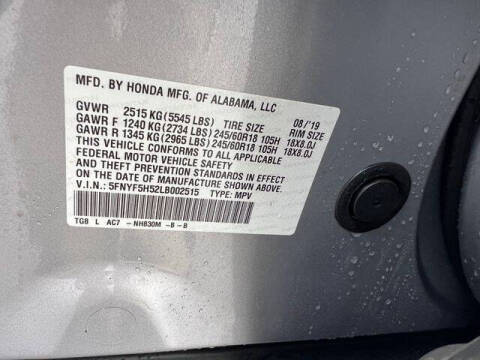 MFD. BY HONDA MFG. OF ALABAMA, LLC 08/'19
GVWR 2515 KG (5545 LBS) TIRE SIZE RIM SIZE
GAWR F 1240 KG (2734 LBS) 245/60R18 105H 18X8.0J
GAWR R 1345 KG (2965 LBS) 245/60R18 105H 18X8.0J
THIS VEHICLE CONFORMS TO ALL APPLICABLE
FEDERAL MOTOR VEHICLE SAFETY
AND THEFT PREVENTION STANDARDS IN EFFECT
ON THE DATE OF MANUFACTURE SHOWN ABOVE.
V.I.N.: 5FNYF5H52LB002515 TYPE: MPV
TG8 L AC7 -NH830M -B -B